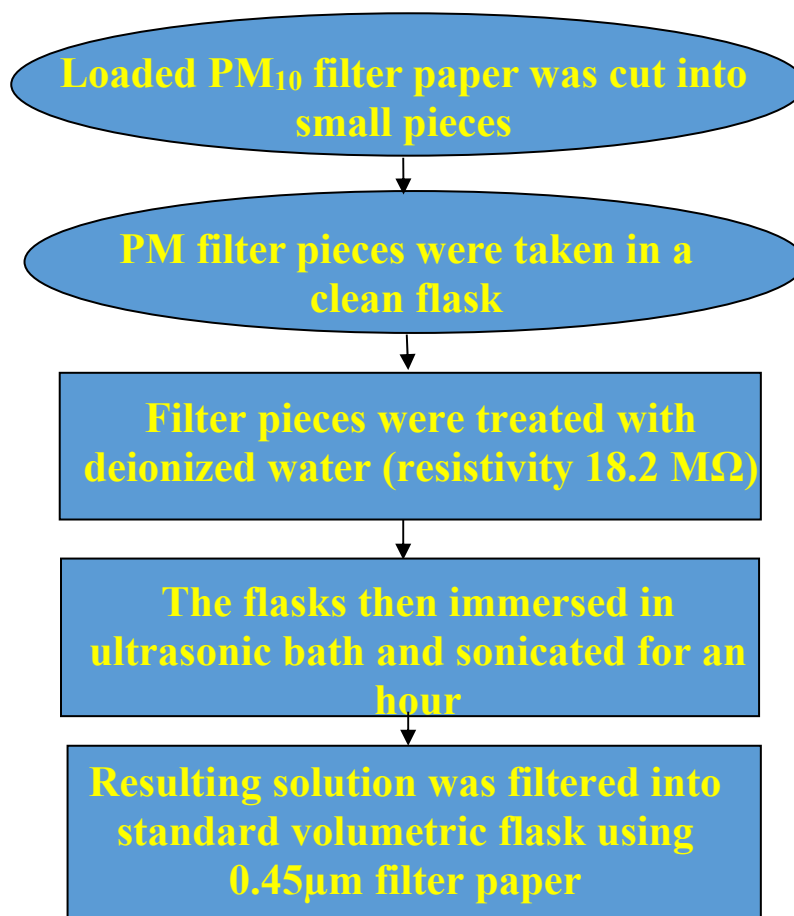 Loaded PM₁₀ filter paper was cut into
small pieces
PM filter pieces were taken in a
clean flask
Filter pieces were treated with
deionized water (resistivity 18.2 MΩ)
The flasks then immersed in
ultrasonic bath and sonicated for an
hour
Resulting solution was filtered into
standard volumetric flask using
0.45µm filter paper